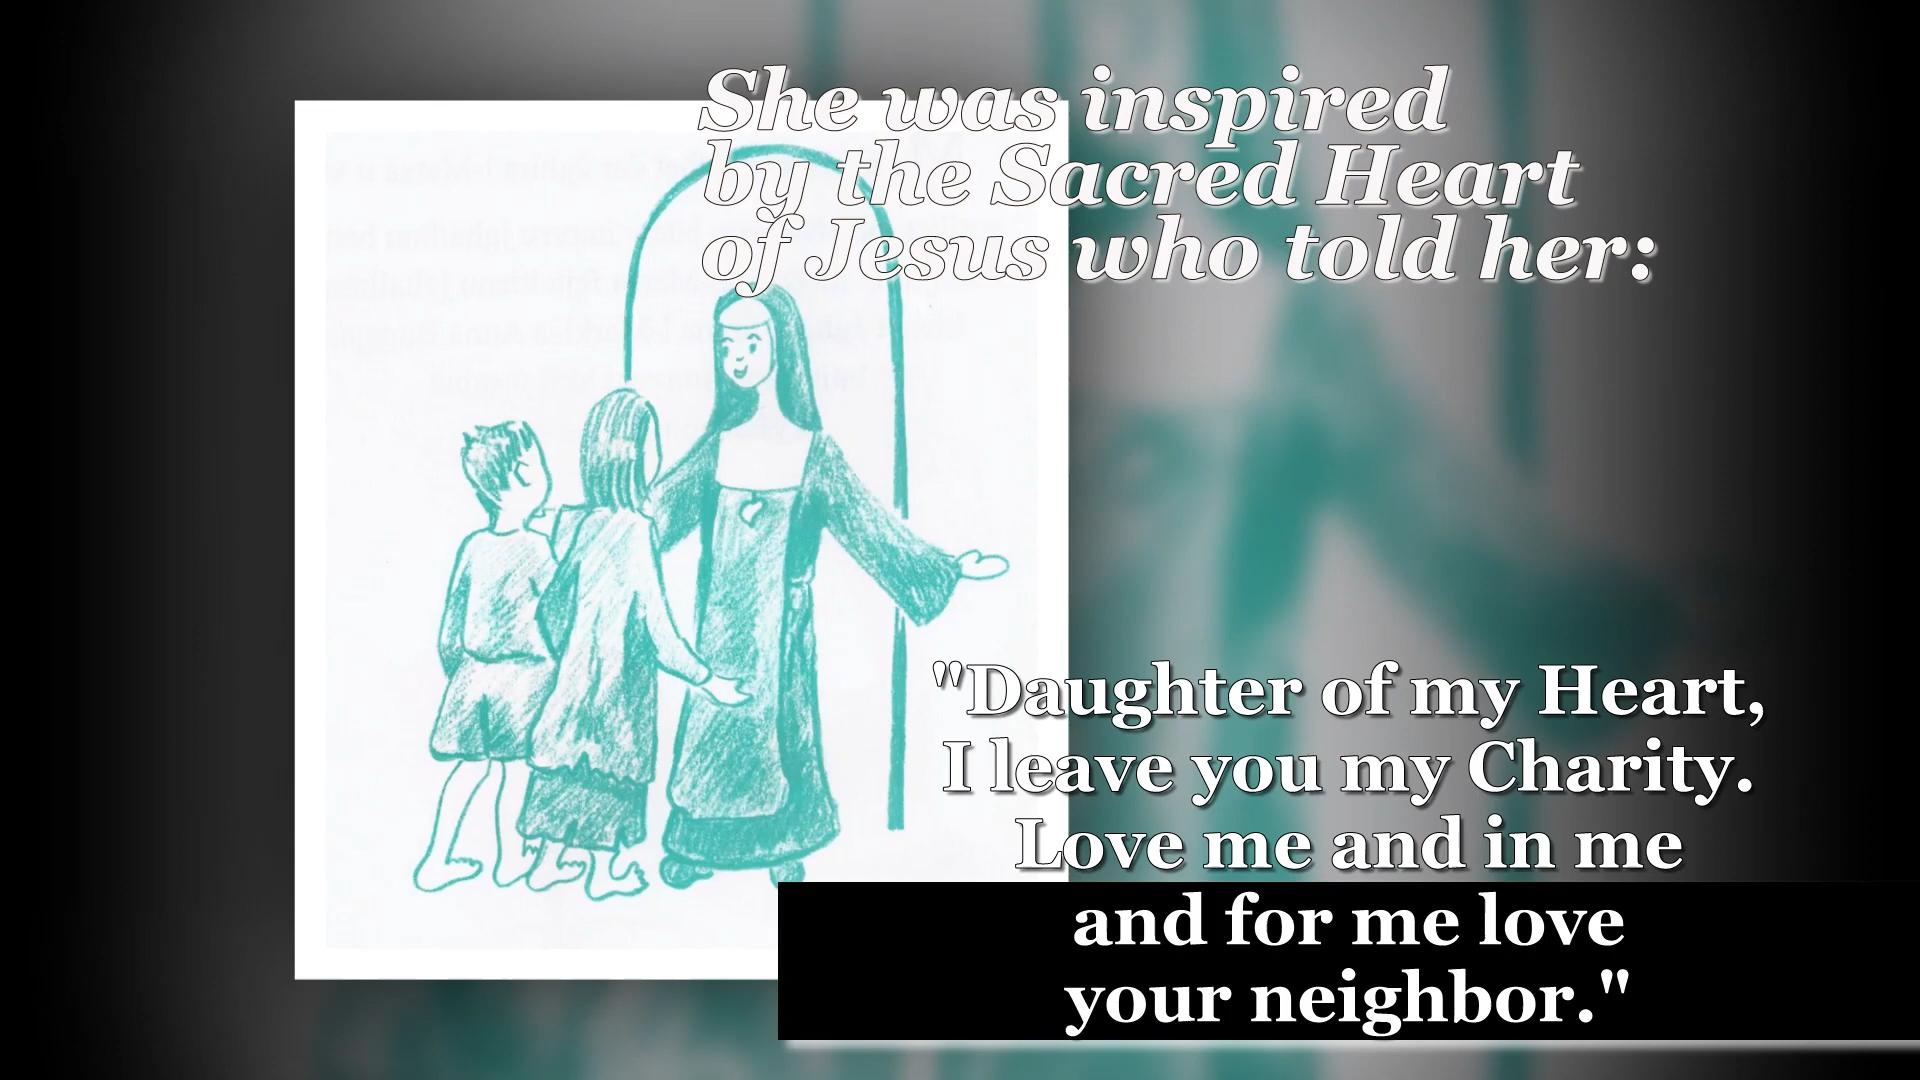 She was inspired
by the Sacred Heart
of Jesus who told her:
"Daughter of my Heart,
I leave you my Charity.
Love me and in me
and for me love
your neighbor."